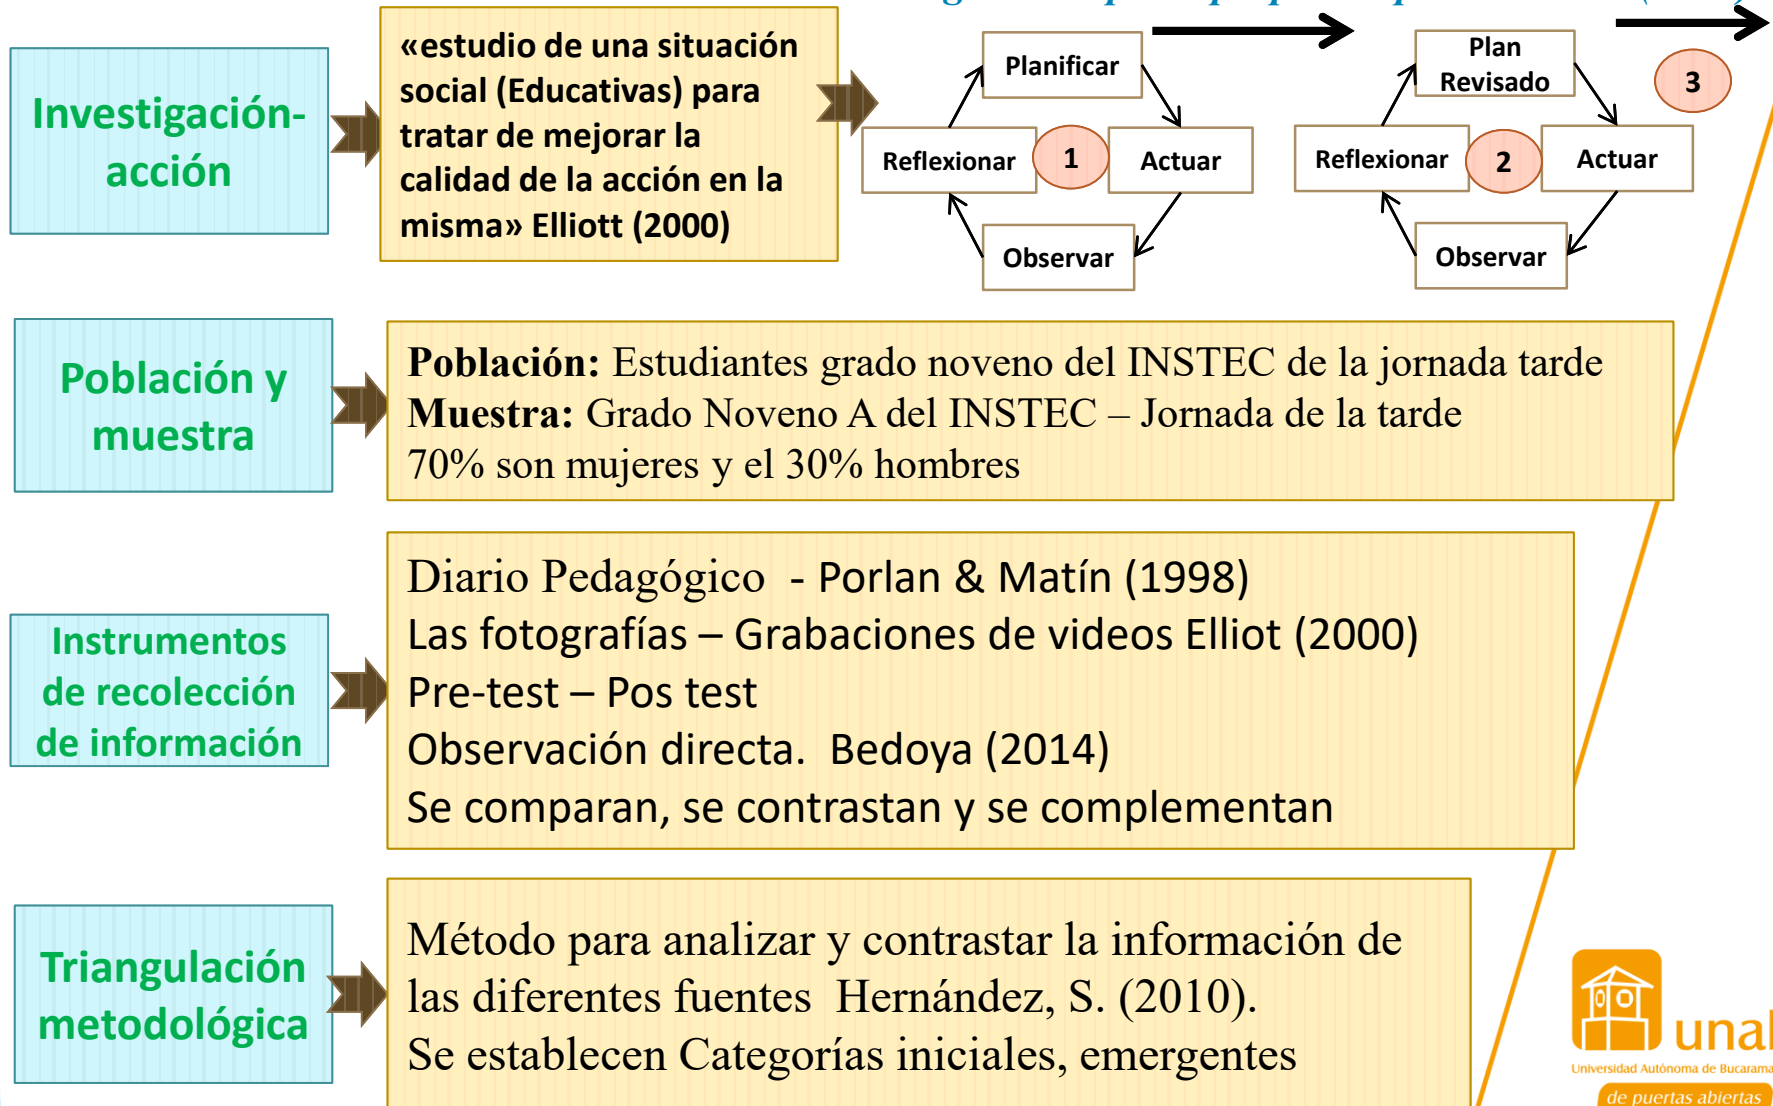 Investigación-
acción
«estudio de una situación
social (Educativas) para
tratar de mejorar la
calidad de la acción en la
misma» Elliott (2000)
Planificar
Reflexionar
1
Actuar
Observar
Plan
Revisado
Reflexionar
2
Actuar
Observar
3
Población y
muestra
Población: Estudiantes grado noveno del INSTEC de la jornada tarde
Muestra: Grado Noveno A del INSTEC – Jornada de la tarde
70% son mujeres y el 30% hombres
Instrumentos
de recolección
de información
Diario Pedagógico - Porlan & Matín (1998)
Las fotografías – Grabaciones de videos Elliot (2000)
Pre-test – Pos test
Observación directa. Bedoya (2014)
Se comparan, se contrastan y se complementan
Triangulación
metodológica
Método para analizar y contrastar la información de
las diferentes fuentes Hernández, S. (2010).
Se establecen Categorías iniciales, emergentes
Universidad Autónoma de
de puertas abiertas